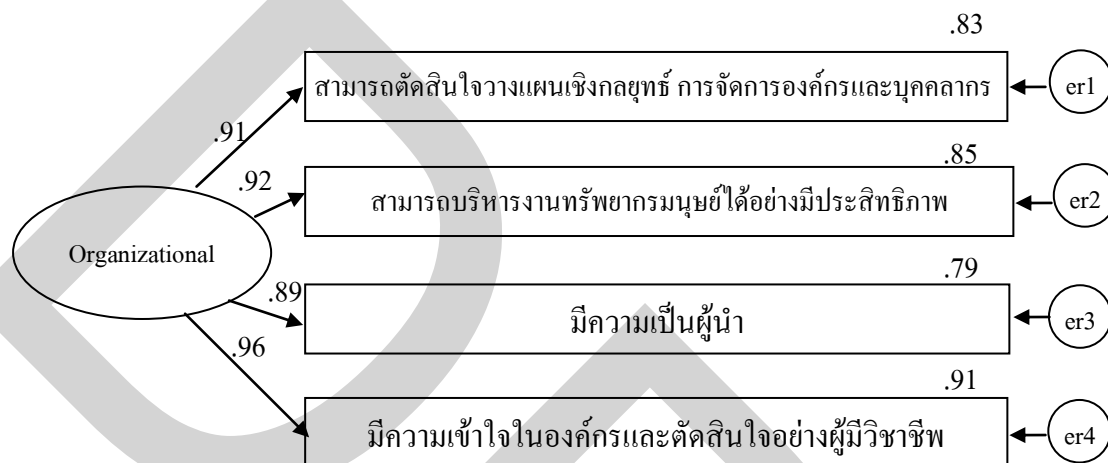 .83
สามารถตัดสินใจวางแผนเชิงกลยุทธ์ การจัดการองค์กรและบุคคลากร
er1
.91
.85
.92
สามารถบริหารงานทรัพยากรมนุษย์ได้อย่างมีประสิทธิภาพ
er2
Organizational
.79
.89
มีความเป็นผู้นำ
er3
.96
.91
มีความเข้าใจในองค์กรและตัดสินใจอย่างผู้มีวิชาชีพ
er4